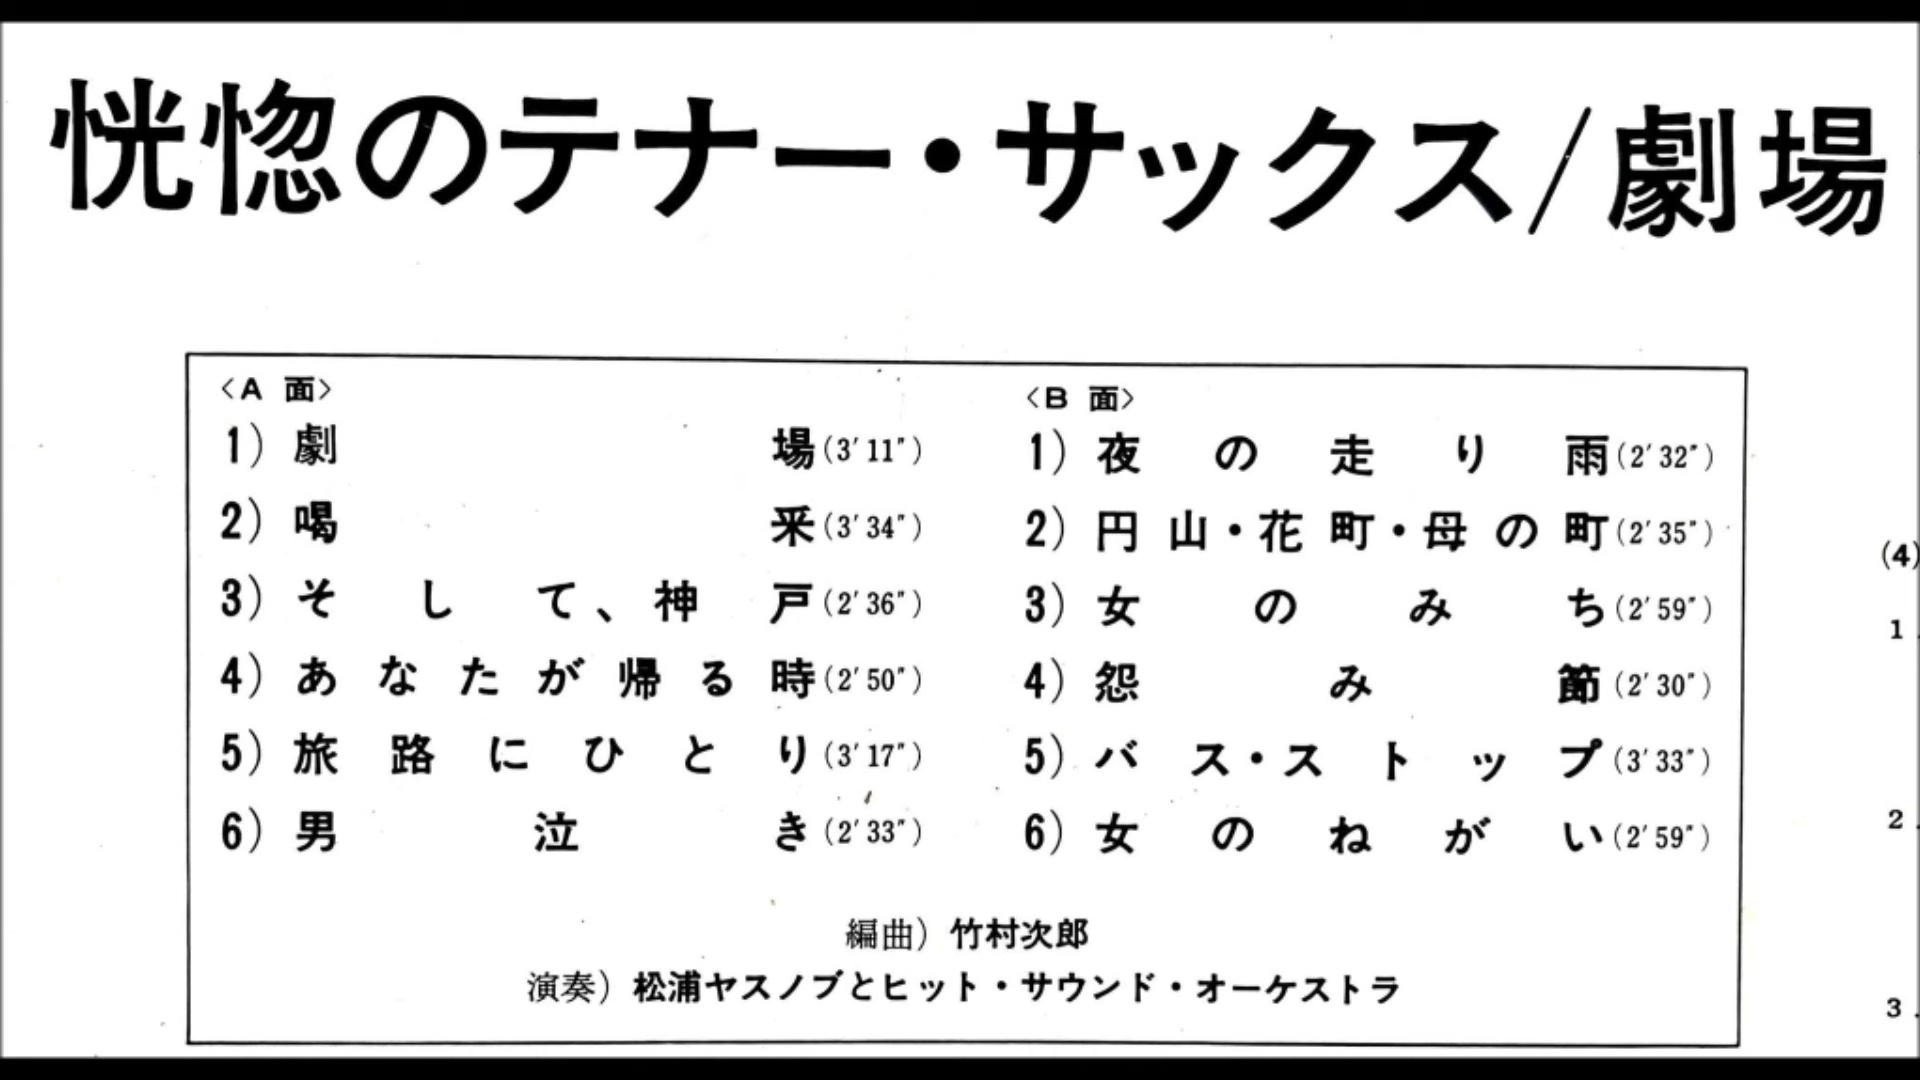 恍惚のテナー・サックス/劇場
〈A 面〉
1) 劇場(3′11″)
2) 喝采(3′34″)
3) そして、神戸(2′36″)
4) あなたが帰る時(2′50″)
5) 旅路にひとり(3′17″)
6) 男泣き(2′33″)
〈B 面〉
1) 夜の走り雨(2′32″)
2) 円山・花町・母の町(2′35″)
3) 女のみち(2′59″)
4) 怨み節(2′30″)
5) バス・ストップ(3′33″)
6) 女のねがい(2′59″)
編曲) 竹村次郎
演奏) 松浦ヤスノブとヒット・サウンド・オーケストラ
(4)
1
2
3